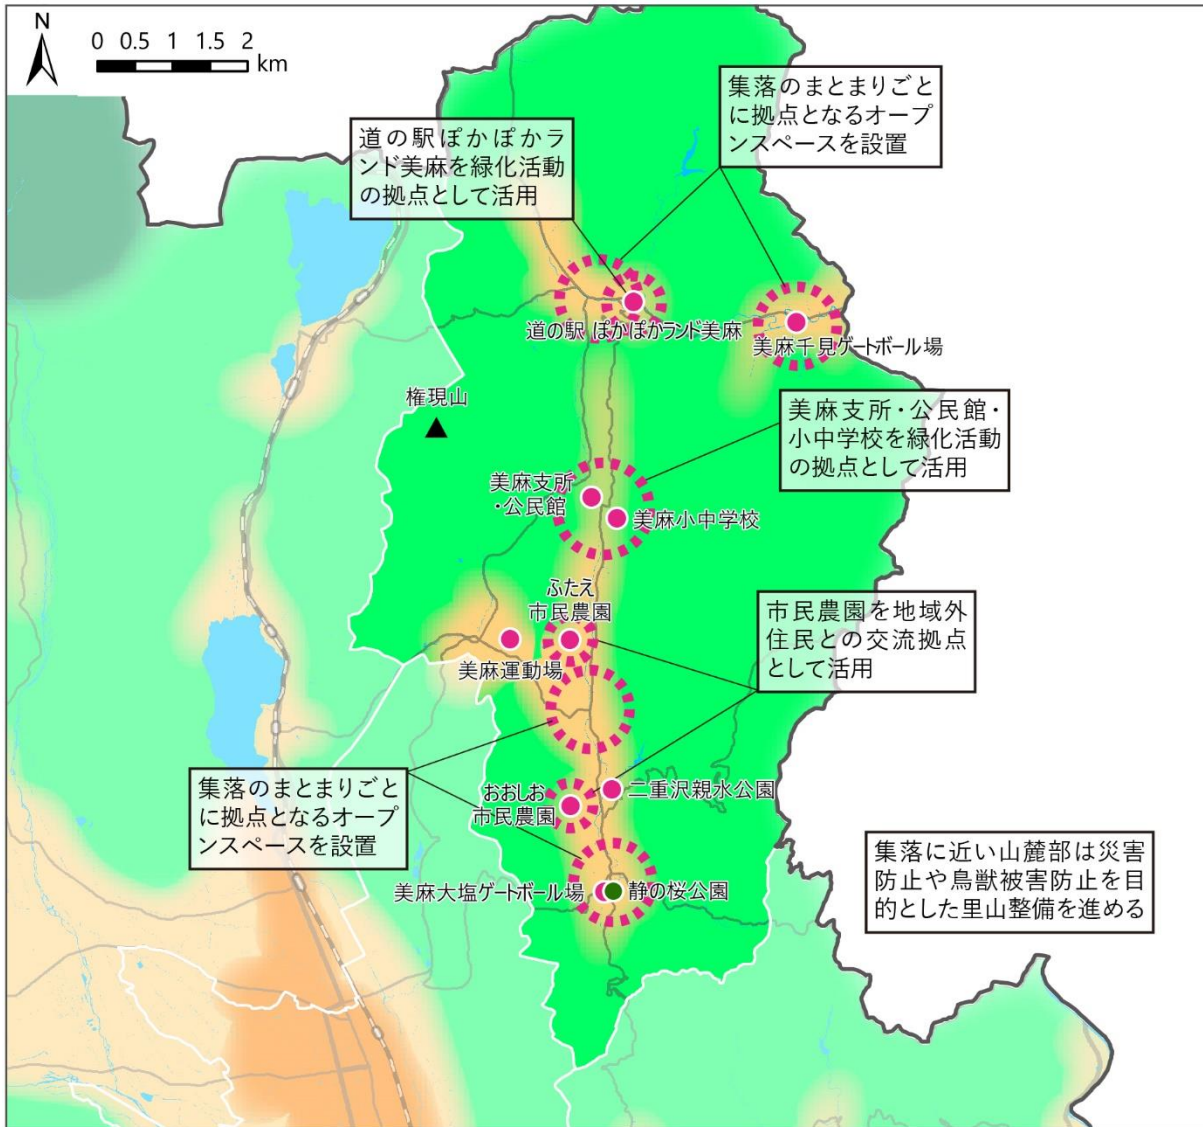 N
0 0.5 1 1.5 2
km
集落のまとまりごと
に拠点となるオープ
ンスペースを設置
道の駅ぽかぽかラ
ンド美麻を緑化活動
の拠点として活用
道の駅 ぽかぽかランド美麻
美麻千見ゲートボール場
権現山
美麻支所・公民館・
小中学校を緑化活動
の拠点として活用
美麻支所
・公民館
美麻小中学校
ふたえ
市民農園
美麻運動場
市民農園を地域外
住民との交流拠点
として活用
集落のまとまりごと
に拠点となるオープ
ンスペースを設置
おおしお
市民農園
二重沢親水公園
美麻大塩ゲートボール場
静の桜公園
集落に近い山麓部は災害
防止や鳥獣被害防止を目
的とした里山整備を進める